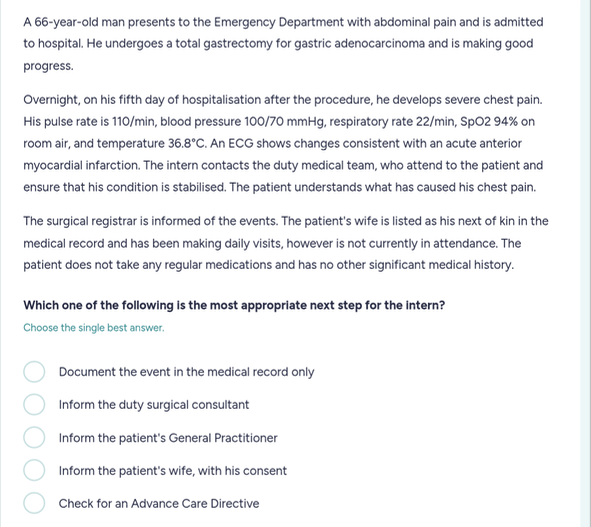 A 66-year-old man presents to the Emergency Department with abdominal pain and is admitted
to hospital. He undergoes a total gastrectomy for gastric adenocarcinoma and is making good
progress.
Overnight, on his fifth day of hospitalisation after the procedure, he develops severe chest pain.
His pulse rate is 110/min, blood pressure 100/70 mmHg, respiratory rate 22/min, SpO2 94% on
room air, and temperature 36.8°C. An ECG shows changes consistent with an acute anterior
myocardial infarction. The intern contacts the duty medical team, who attend to the patient and
ensure that his condition is stabilised. The patient understands what has caused his chest pain.
The surgical registrar is informed of the events. The patient's wife is listed as his next of kin in the
medical record and has been making daily visits, however is not currently in attendance. The
patient does not take any regular medications and has no other significant medical history.
Which one of the following is the most appropriate next step for the intern?
Choose the single best answer.
Document the event in the medical record only
Inform the duty surgical consultant
Inform the patient's General Practitioner
Inform the patient's wife, with his consent
Check for an Advance Care Directive